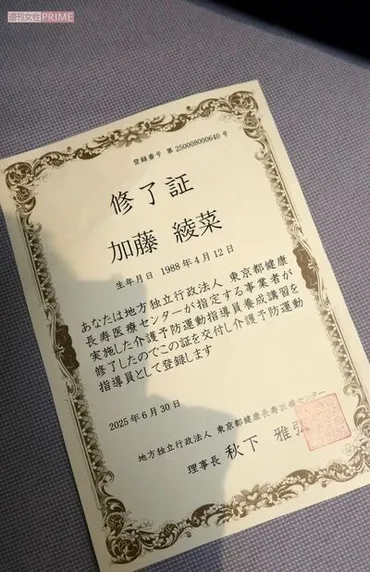 週刊女性PRIME
登録番号 第 250008000640 号
修了証
加藤 綾菜
生年月日 1988年4月12日
あなたは地方独立行政法人 東京都健康
長寿医療センターが指定する事業者が
実施した介護予防運動指導員養成講習を
修了したのでこの証を交付し介護予防運動
指導員として登録します
2025年6月30日
地方独立行政法人 東京都健康長寿医療センター
理事長 秋下 雅弘